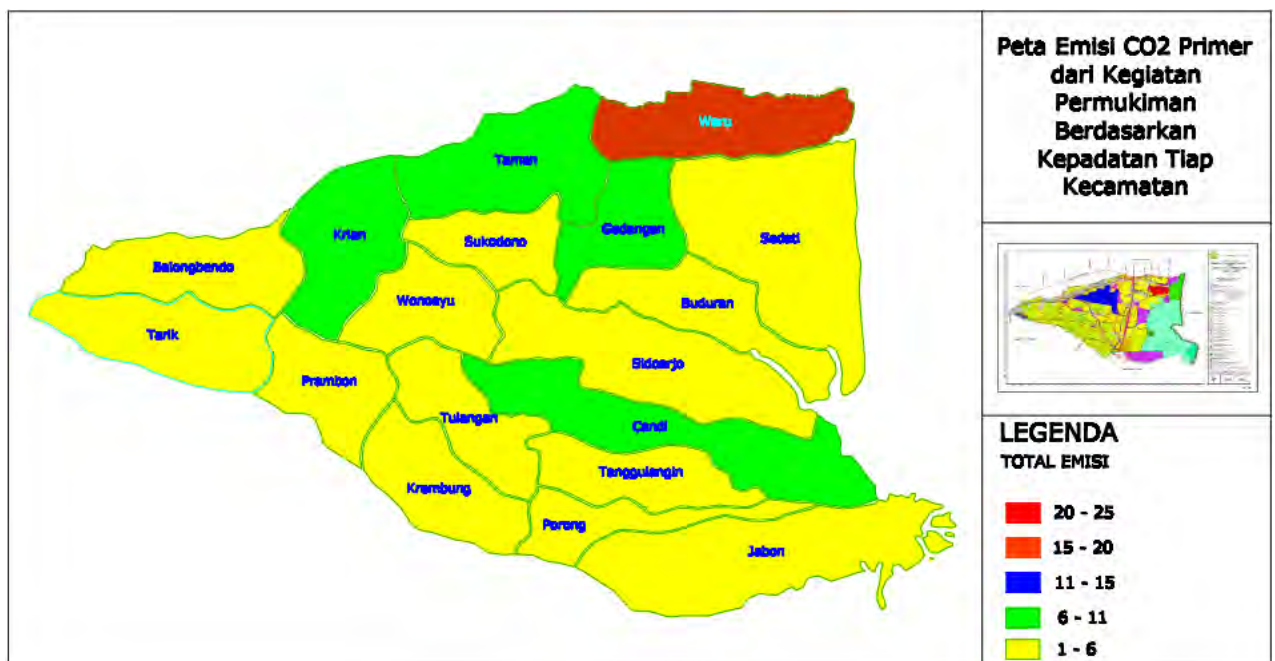 Peta Emisi CO2 Primer
dari Kegiatan
Permukiman
Berdasarkan
Kepadatan Tiap
Kecamatan
Waru
Taman
Gedangan
Sedati
Krian
Sukodono
Balongbendo
Wonoayu
Buduran
Tarik
Sidoarjo
Prambon
Tulangan
Candi
Tanggulangin
Krembung
Porong
Jabon
LEGENDA
TOTAL EMISI
20 - 25
15 - 20
11 - 15
6 - 11
1 - 6